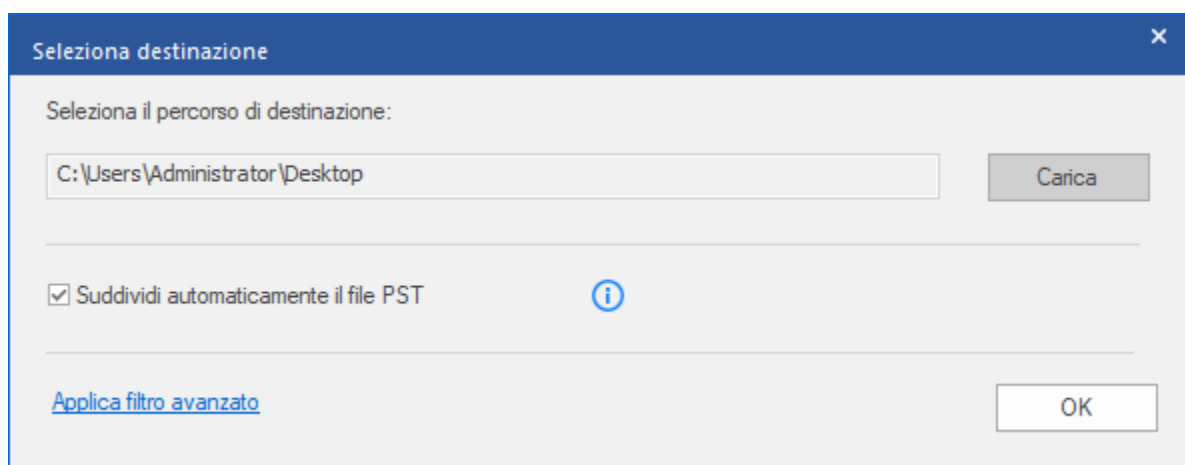 Seleziona destinazione
Seleziona il percorso di destinazione:
C:\Users\Administrator\Desktop
Carica
Suddividi automaticamente il file PST
Applica filtro avanzato
OK